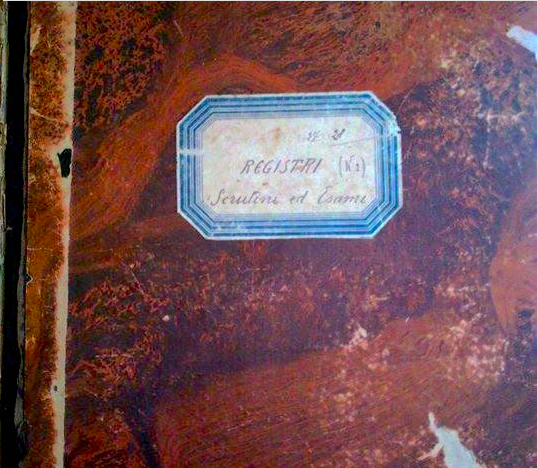 REGISTRI (N°1)
Scrutini ed Esami